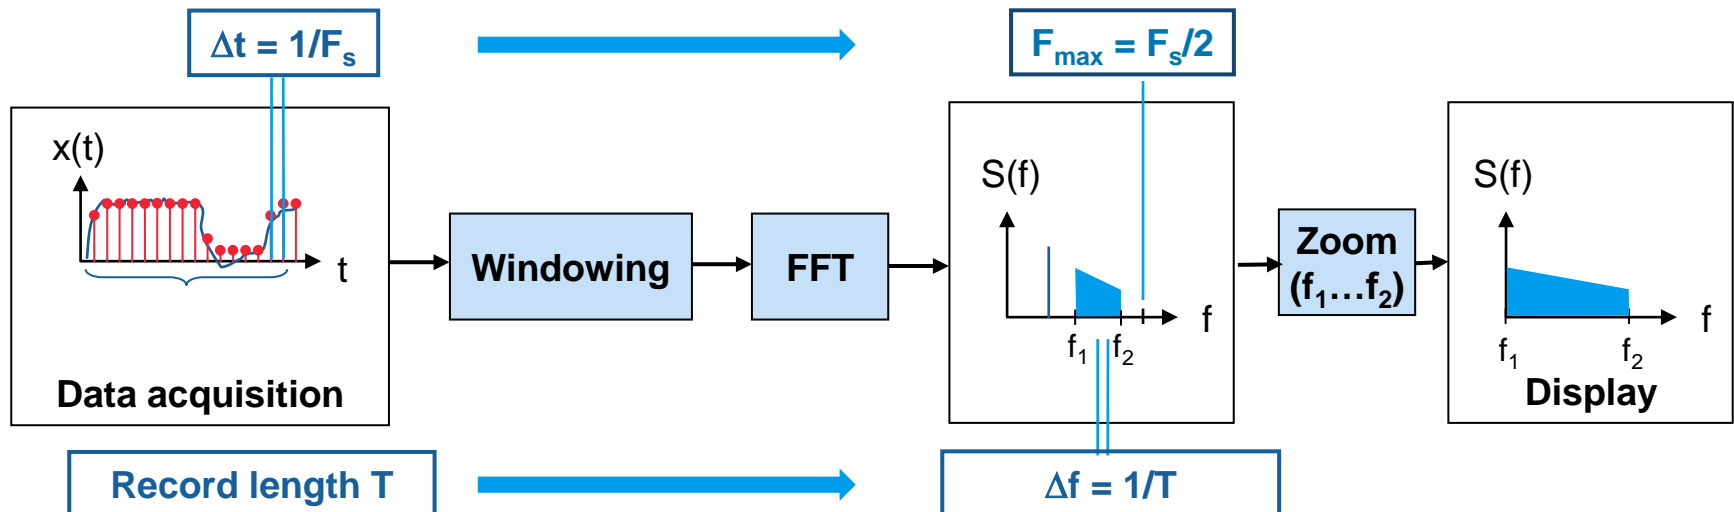 Δt = 1/Fs
Fmax = Fs/2
x(t)
t
Data acquisition
Windowing
FFT
S(f)
f
f1
f2
Zoom
(f1…f2)
S(f)
f
f1
f2
Display
Record length T
Δf = 1/T